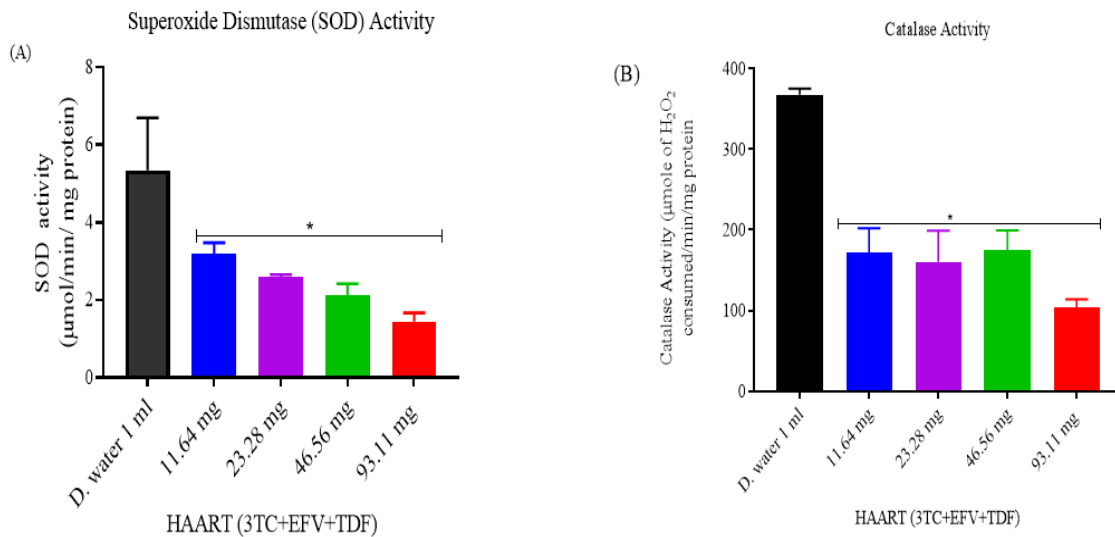 Superoxide Dismutase (SOD) Activity
(A)
SOD activity
(µmol/min/ mg protein)
8
6
4
2
0
*
D. water 1 ml
11.64 mg
23.28 mg
46.56 mg
93.11 mg
HAART (3TC+EFV+TDF)
Catalase Activity
(B)
Catalase Activity (µmole of H₂O₂
consumed/min/mg protein
400
300
200
100
0
*
D. water 1 ml
11.64 mg
23.28 mg
46.56 mg
93.11 mg
HAART (3TC+EFV+TDF)